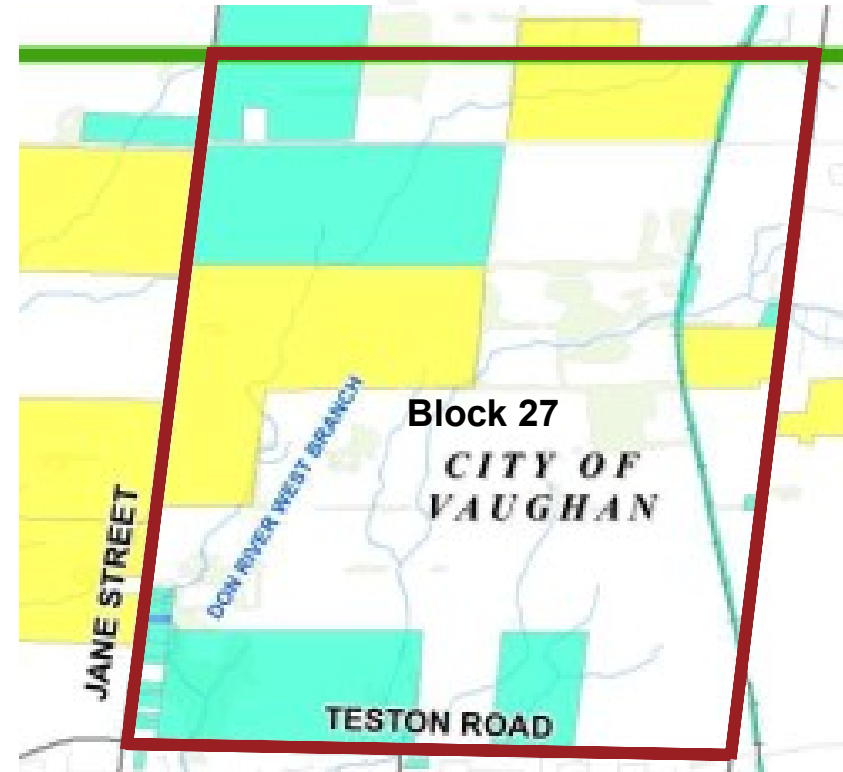 Block 27
CITY OF
VAUGHAN
DON RIVER WEST BRANCH
JANE STREET
TESTON ROAD